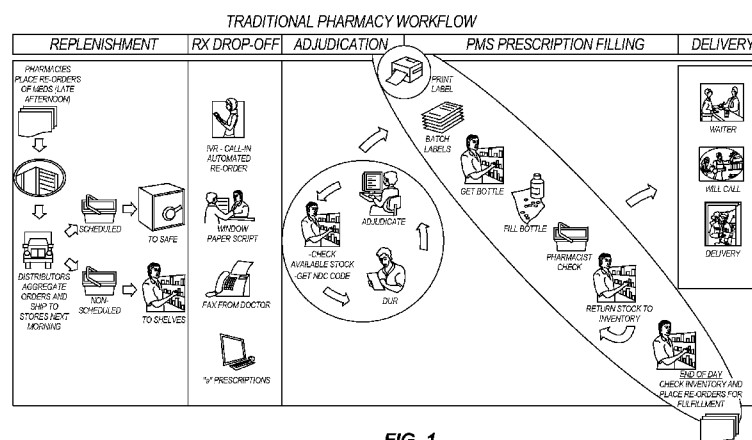 TRADITIONAL PHARMACY WORKFLOW
REPLENISHMENT
RX DROP-OFF
ADJUDICATION
PMS PRESCRIPTION FILLING
DELIVERY
PHARMACIES
PLACE RE-ORDERS
OF MEDS (LATE
AFTERNOON)
SCHEDULED
TO SAFE
DISTRIBUTORS
AGGREGATE
ORDERS AND
SHIP TO
STORES NEXT
MORNING
NON-
SCHEDULED
TO SHELVES
IVR - CALL-IN
AUTOMATED
RE-ORDER
WINDOW
PAPER SCRIPT
FAX FROM DOCTOR
"e" PRESCRIPTIONS
ADJUDICATE
-CHECK
AVAILABLE STOCK
-GET NDC CODE
DUR
PRINT
LABEL
BATCH
LABELS
GET BOTTLE
FILL BOTTLE
PHARMACIST
CHECK
RETURN STOCK TO
INVENTORY
END OF DAY
CHECK INVENTORY AND
PLACE RE-ORDERS FOR
FULFILLMENT
WAITER
WILL CALL
DELIVERY
FIG. 1